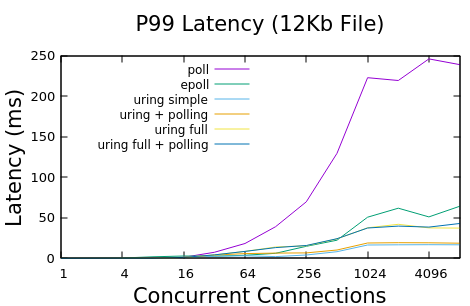 P99 Latency (12Kb File)
250
200
150
100
50
0
Latency (ms)
poll
epoll
uring simple
uring + polling
uring full
uring full + polling
1 4 16 64 256 1024 4096
Concurrent Connections